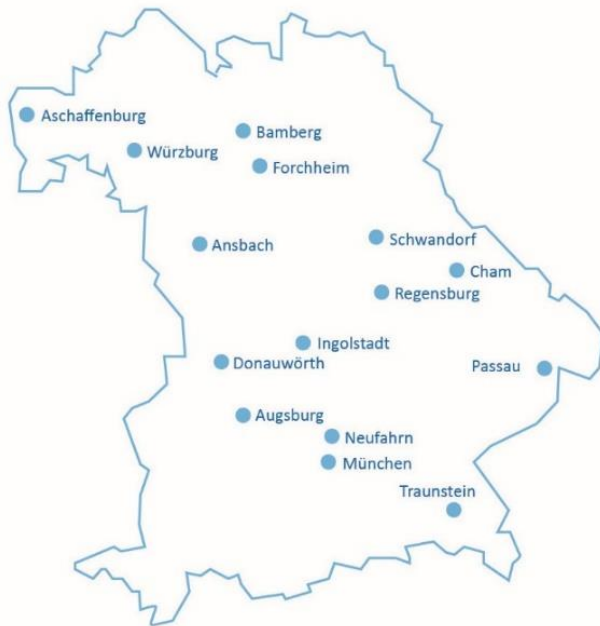 Aschaffenburg
Bamberg
Würzburg
Forchheim
Schwandorf
Ansbach
Cham
Regensburg
Ingolstadt
Donauwörth
Passau
Augsburg
Neufahrn
München
Traunstein